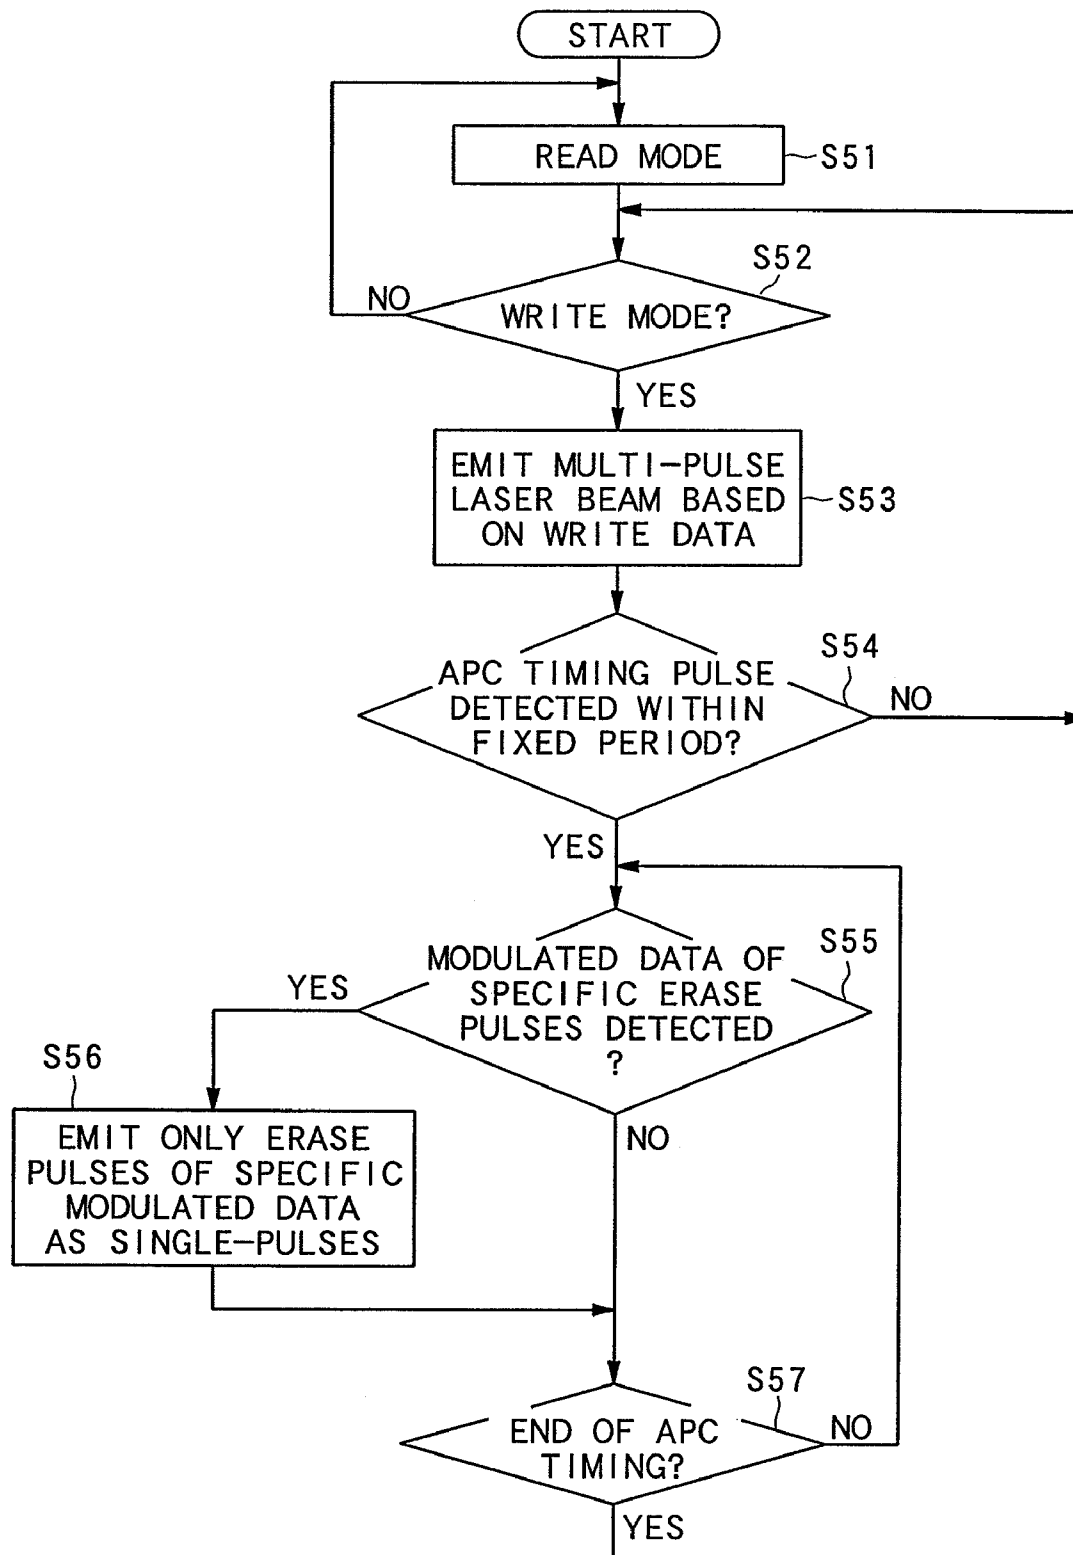 START
READ MODE
S51
S52
NO
WRITE MODE?
YES
EMIT MULTI-PULSE
LASER BEAM BASED
ON WRITE DATA
S53
S54
APC TIMING PULSE
DETECTED WITHIN
FIXED PERIOD?
NO
YES
S55
MODULATED DATA OF
SPECIFIC ERASE
PULSES DETECTED
?
YES
S56
NO
EMIT ONLY ERASE
PULSES OF SPECIFIC
MODULATED DATA
AS SINGLE-PULSES
S57
END OF APC
TIMING?
NO
YES